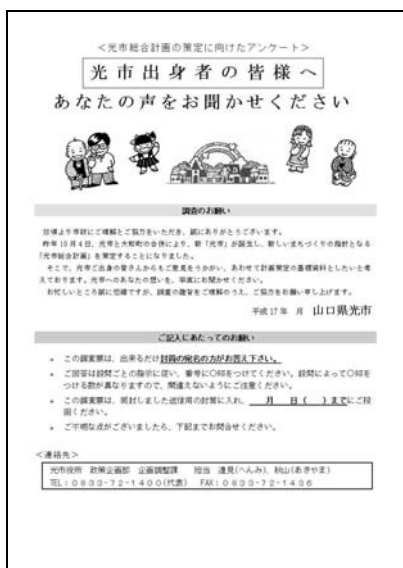 ＜光市総合計画の策定に向けたアンケート＞
光市出身者の皆様へ
あなたの声をお聞かせください
調査のお願い
日頃より市政にご理解とご協力をいただき、誠にありがとうございます。
昨年10月4日、光市と大和町の合併により、新「光市」が誕生し、新しいまちづくりの指針となる
「光市総合計画」を策定することになりました。
そこで、光市ご出身の皆さんからもご意見をうかがい、あわせて計画策定の基礎資料としたいと考
えております。光市へのあなたの想いを、率直にお聞かせください。
お忙しいところ誠に恐縮ですが、調査の趣旨をご理解のうえ、ご協力をお願い申し上げます。
平成17年　月　山口県光市
ご記入にあたってのお願い
• この調査票は、出来るだけ封筒の宛名の方がお答え下さい。
• ご回答は設問ごとの指示に従い、番号に○印をつけてください。設問によって○印を
つける数が異なりますので、間違えないようにご注意ください。
• この調査票は、同封しました返信用の封筒に入れ、　月　日（　）までにご投
函ください。
• ご不明な点がございましたら、下記までお問合せください。
＜連絡先＞
光市役所　政策企画部　企画調整課　担当　邉見(へんみ)、秋山(あきやま)
TEL：０８３３-７２-１４００(代表)　FAX：０８３３-７２-１４３６